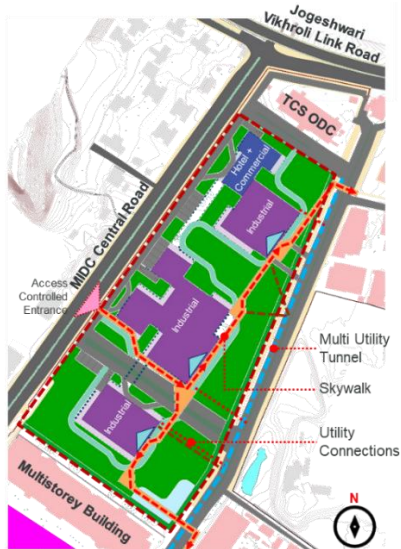 Jogeshwari
Vikhroli Link Road
TCS ODC
Hotel +
Commercial
MIDC Central Road
Industrial
Access
Controlled
Entrance
Industrial
Multi Utility
Tunnel
Skywalk
Industrial
Utility
Connections
Multistorey Building
N